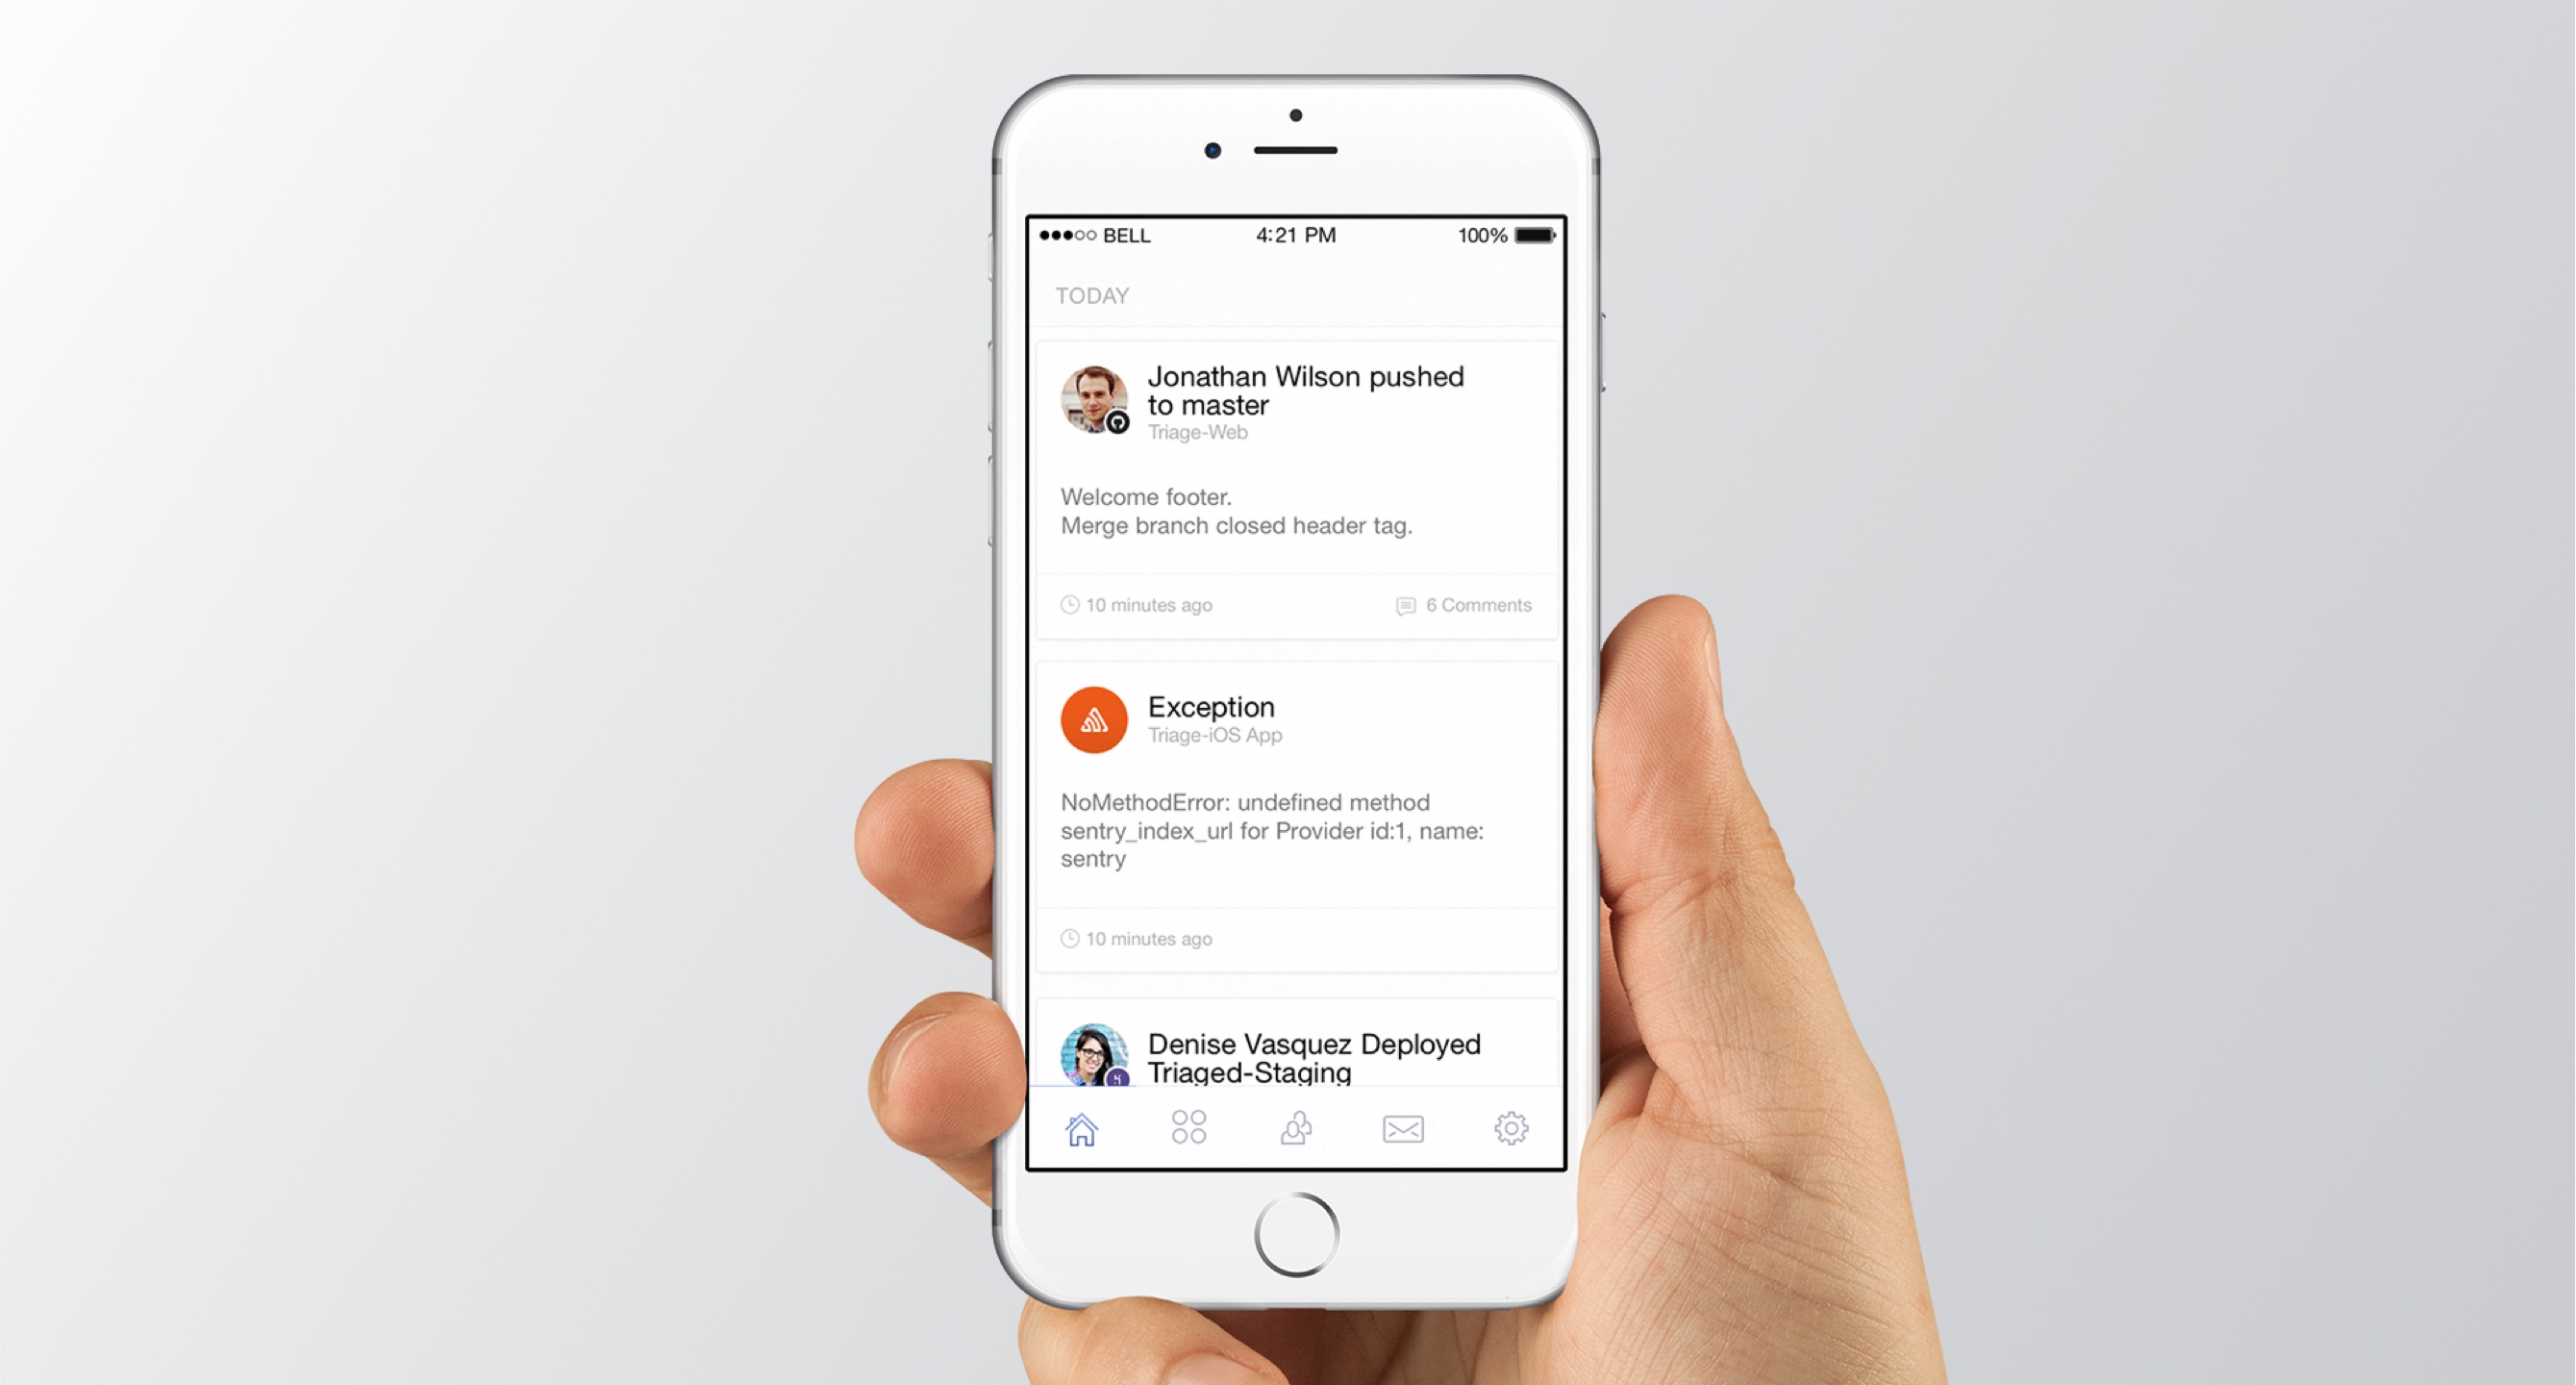 BELL
4:21 PM
100%
TODAY
Jonathan Wilson pushed
to master
Triage-Web
Welcome footer.
Merge branch closed header tag.
10 minutes ago
6 Comments
Exception
Triage-iOS App
NoMethodError: undefined method
sentry_index_url for Provider id:1, name:
sentry
10 minutes ago
Denise Vasquez Deployed
Triaged-Staging